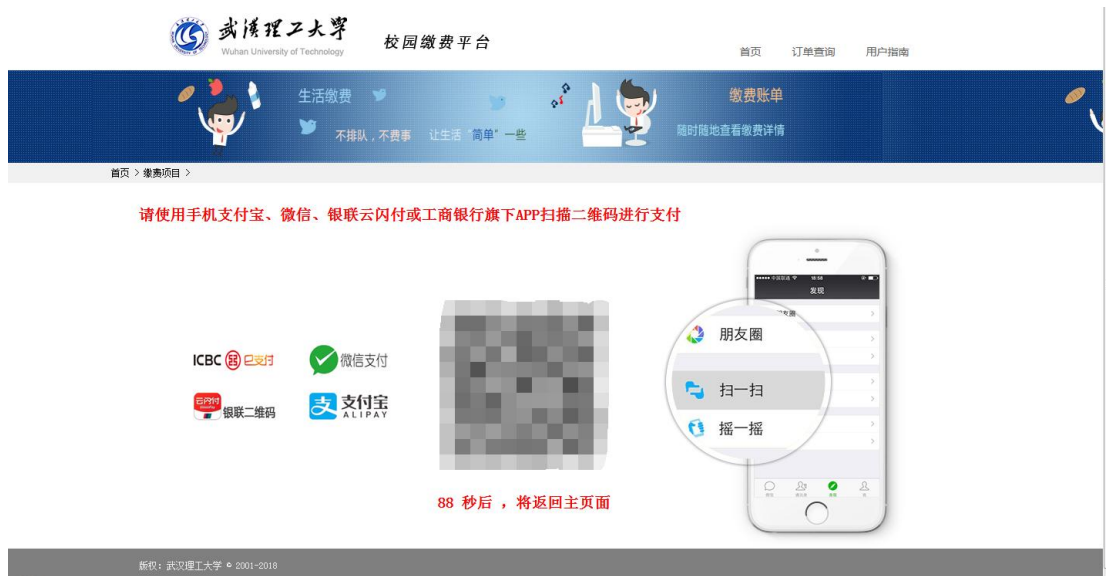 武汉理工大学
Wuhan University of Technology
校园缴费平台
首页 订单查询 用户指南
生活缴费
不排队，不费事 让生活“简单”一些
缴费账单
随时随地查看缴费详情
首页 > 缴费项目 >
请使用手机支付宝、微信、银联云闪付或工商银行旗下APP扫描二维码进行支付
发现
朋友圈
扫一扫
摇一摇
ICBC e支付
微信支付
云闪付
银联二维码
支
支付宝
ALIPAY
88 秒后 ，将返回主页面
版权：武汉理工大学 © 2001-2018